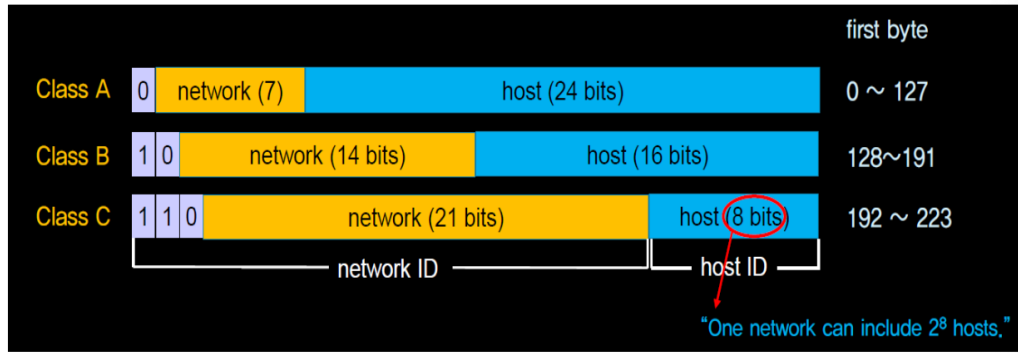 first byte
Class A 0 network (7) host (24 bits) 0 ~ 127
Class B 1 0 network (14 bits) host (16 bits) 128~191
Class C 1 1 0 network (21 bits) host (8 bits) 192 ~ 223
network ID host ID
“One network can include 2⁸ hosts.”